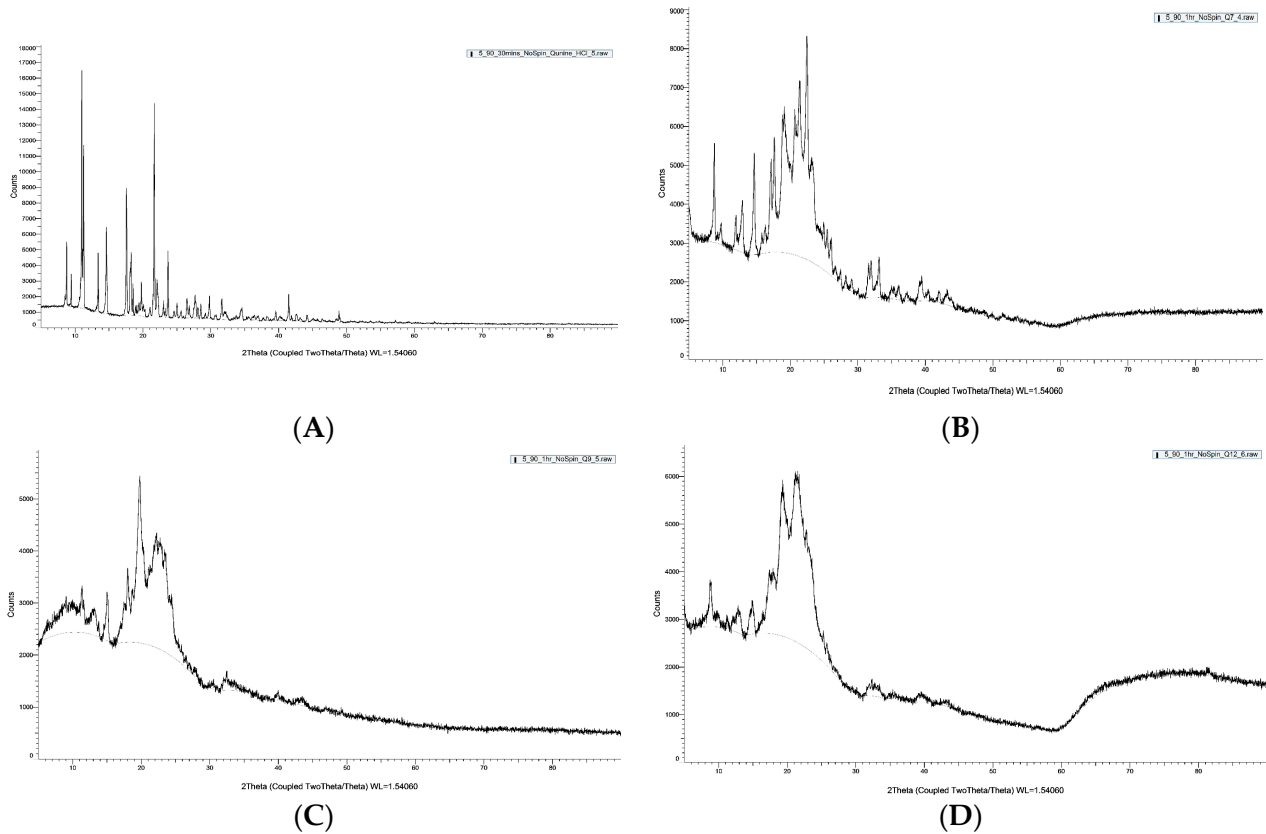 5_90_30mins_NoSpin_Qunine_HCl_5.raw
18000
17000
16000
15000
14000
13000
12000
11000
10000
9000
8000
7000
6000
5000
4000
3000
2000
1000
0
Counts
10 20 30 40 50 60 70 80
2Theta (Coupled TwoTheta/Theta) WL=1.54060
(A)
5_90_1hr_NoSpin_Q7_4.raw
9000
8000
7000
6000
5000
4000
3000
2000
1000
0
Counts
10 20 30 40 50 60 70 80
2Theta (Coupled TwoTheta/Theta) WL=1.54060
(B)
5_90_1hr_NoSpin_Q9_5.raw
5000
4000
3000
2000
1000
0
Counts
10 20 30 40 50 60 70 80
2Theta (Coupled TwoTheta/Theta) WL=1.54060
(C)
5_90_1hr_NoSpin_Q12_6.raw
6000
5000
4000
3000
2000
1000
0
Counts
10 20 30 40 50 60 70 80
2Theta (Coupled TwoTheta/Theta) WL=1.54060
(D)